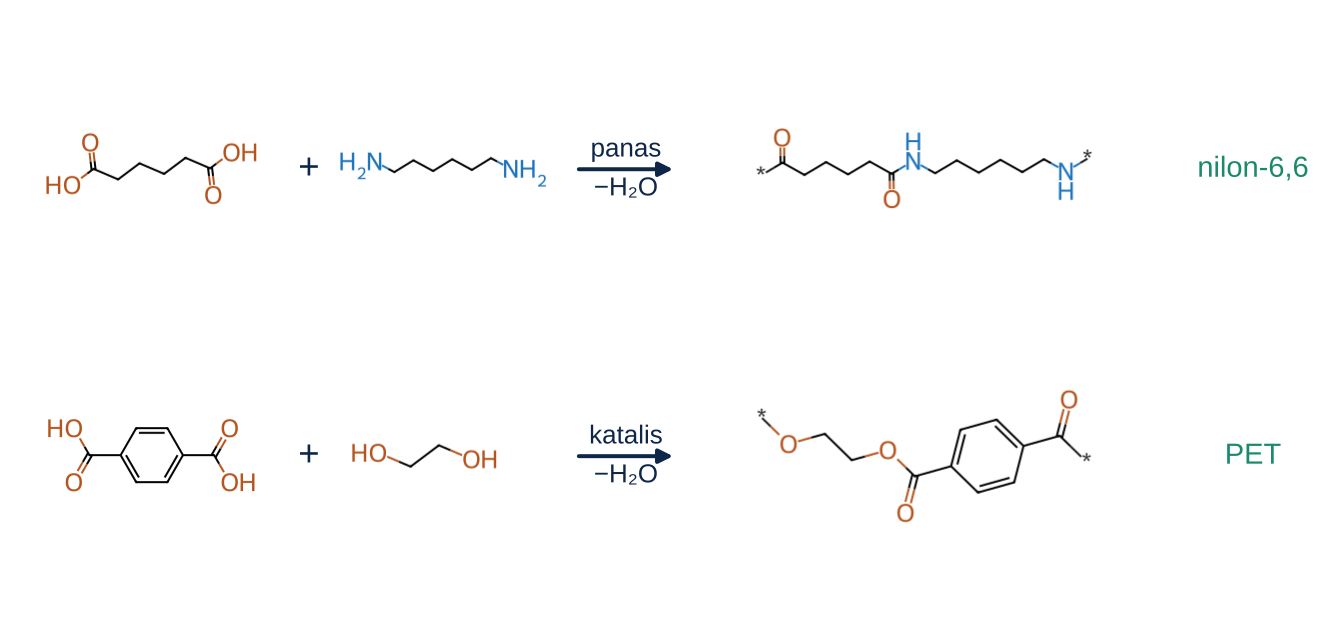 O
OH
HO
O
+
H₂N
NH₂
panas
−H₂O
O
*
O
H
N
N
H
*
nilon-6,6
HO
O
O
OH
+
HO
OH
katalis
−H₂O
*
O
O
O
O
*
PET